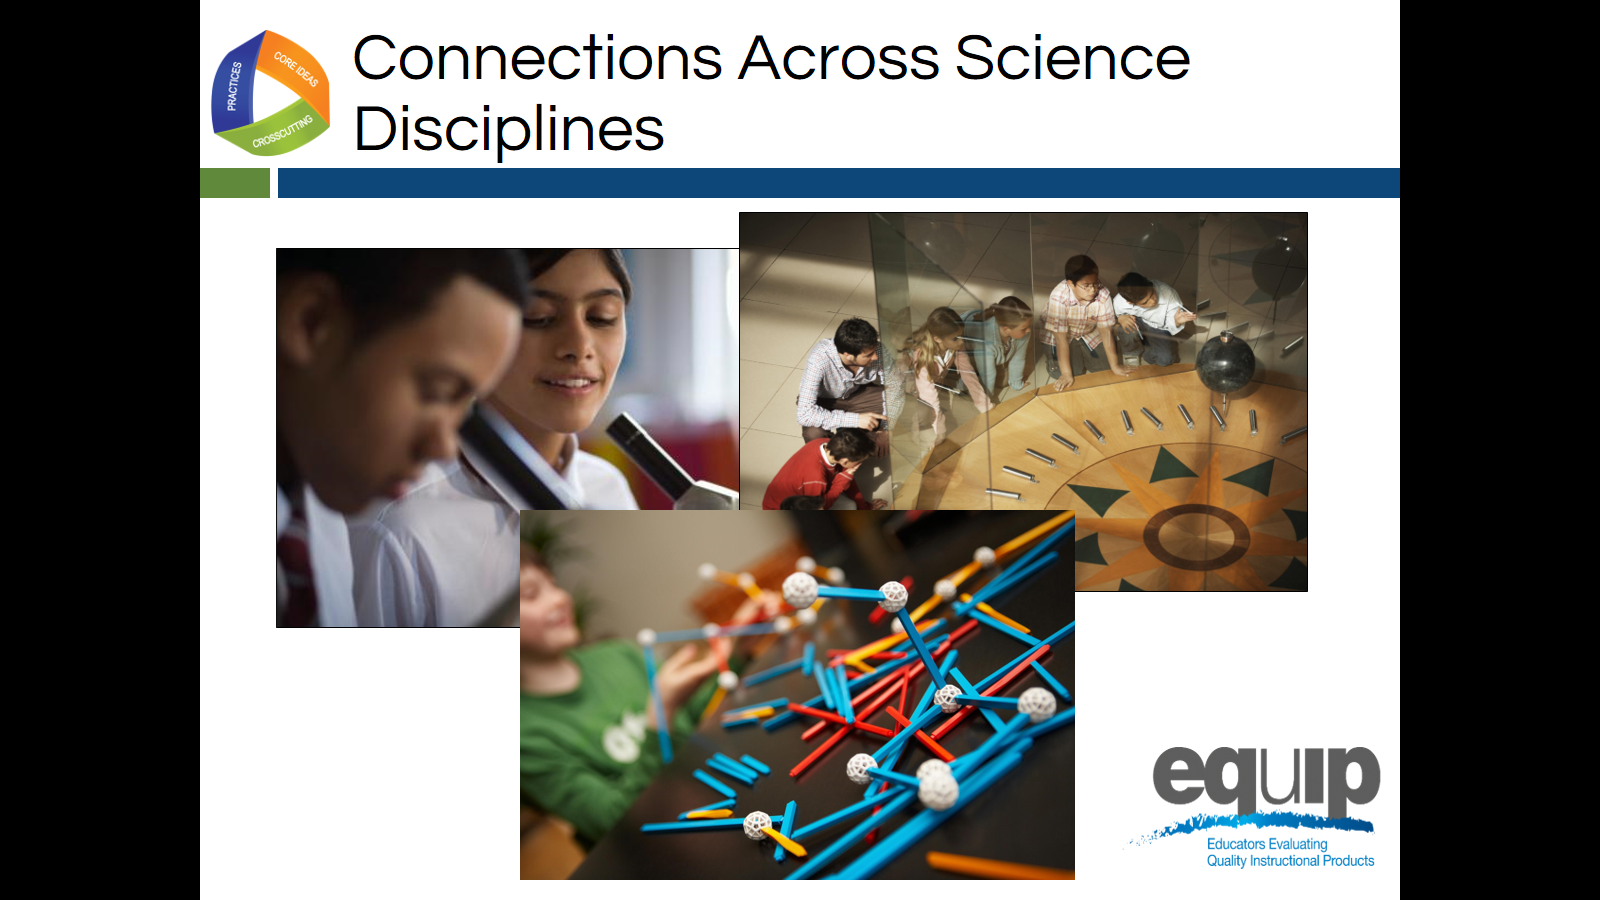 PRACTICES
CORE IDEAS
CROSSCUTTING
Connections Across Science
Disciplines
equip
Educators Evaluating
Quality Instructional Products